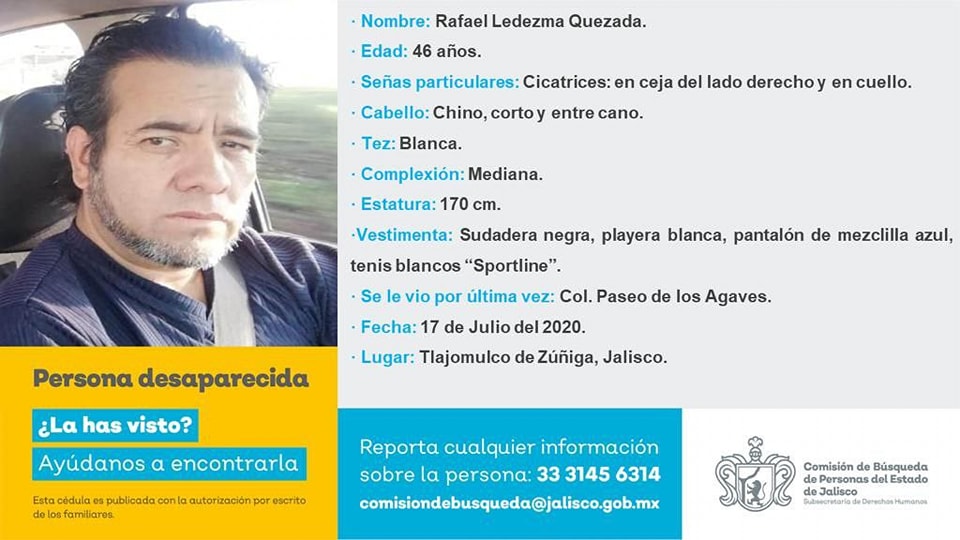 · Nombre: Rafael Ledezma Quezada.
· Edad: 46 años.
· Señas particulares: Cicatrices: en ceja del lado derecho y en cuello.
· Cabello: Chino, corto y entre cano.
· Tez: Blanca.
· Complexión: Mediana.
· Estatura: 170 cm.
·Vestimenta: Sudadera negra, playera blanca, pantalón de mezclilla azul,
tenis blancos “Sportline”.
· Se le vio por última vez: Col. Paseo de los Agaves.
· Fecha: 17 de Julio del 2020.
· Lugar: Tlajomulco de Zúñiga, Jalisco.
Persona desaparecida
¿La has visto?
Ayúdanos a encontrarla
Esta cédula es publicada con la autorización por escrito
de los familiares.
Reporta cualquier información
sobre la persona: 33 3145 6314
comisiondebusqueda@jalisco.gob.mx
Comisión de Búsqueda
de Personas del Estado
de Jalisco
Subsecretaría de Derechos Humanos